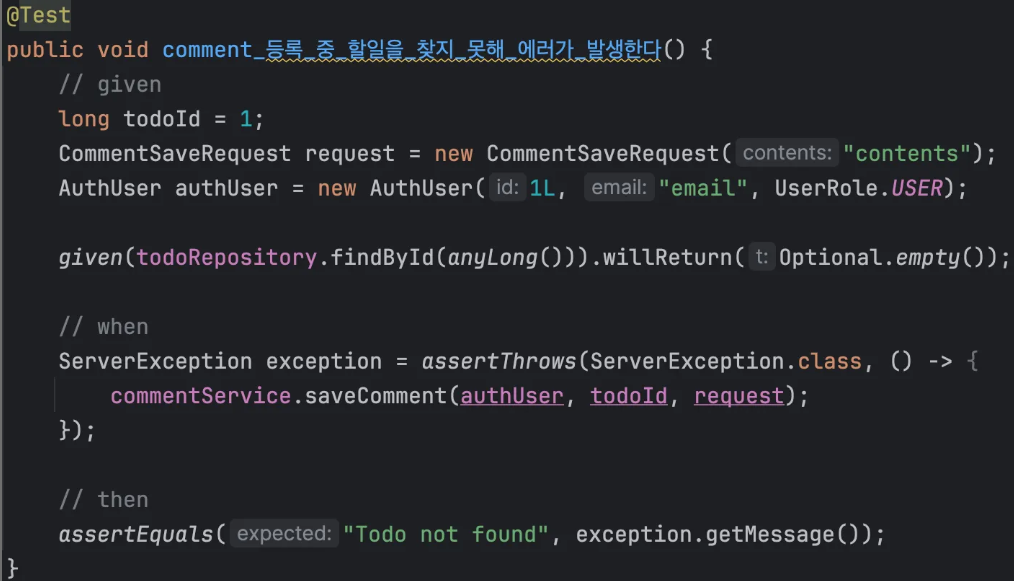 @Test
public void comment_등록_중_할일을_찾지_못해_에러가_발생한다() {
// given
long todoId = 1;
CommentSaveRequest request = new CommentSaveRequest( contents: "contents");
AuthUser authUser = new AuthUser( id: 1L, email: "email", UserRole.USER);
given(todoRepository.findById(anyLong())).willReturn( t: Optional.empty());
// when
ServerException exception = assertThrows(ServerException.class, () -> {
commentService.saveComment(authUser, todoId, request);
});
// then
assertEquals( expected: "Todo not found", exception.getMessage());
}